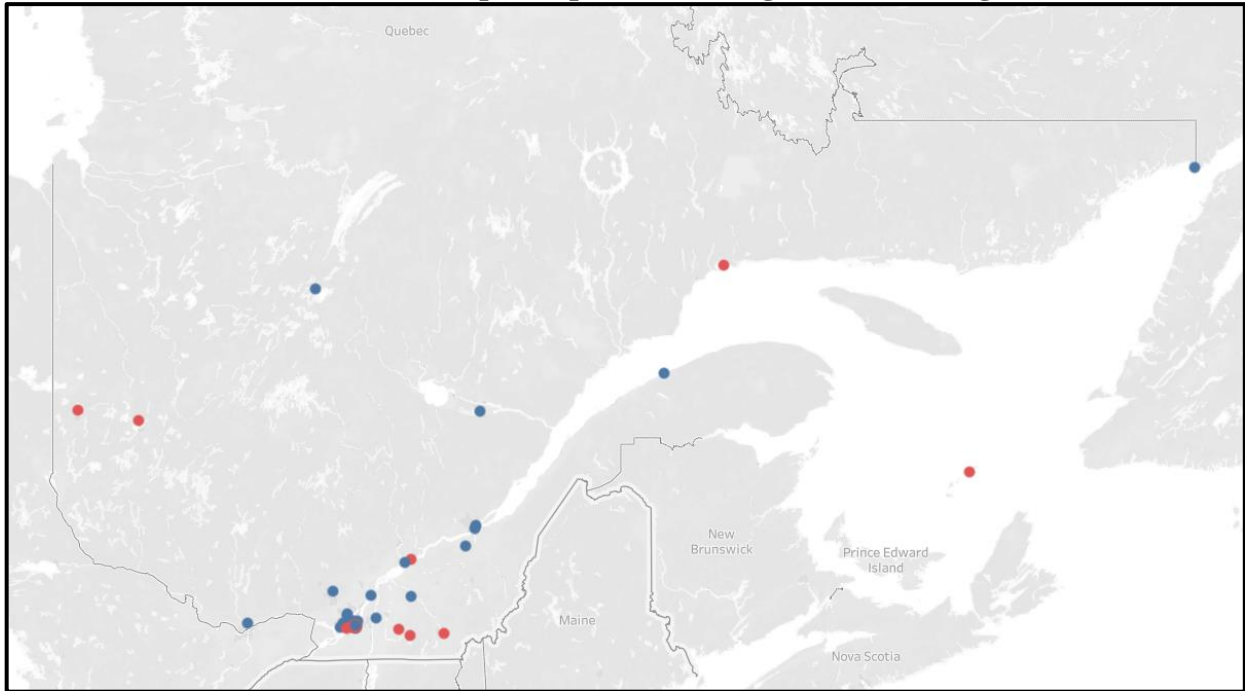 Quebec
New
Brunswick
Prince Edward
Island
Maine
Nova Scotia